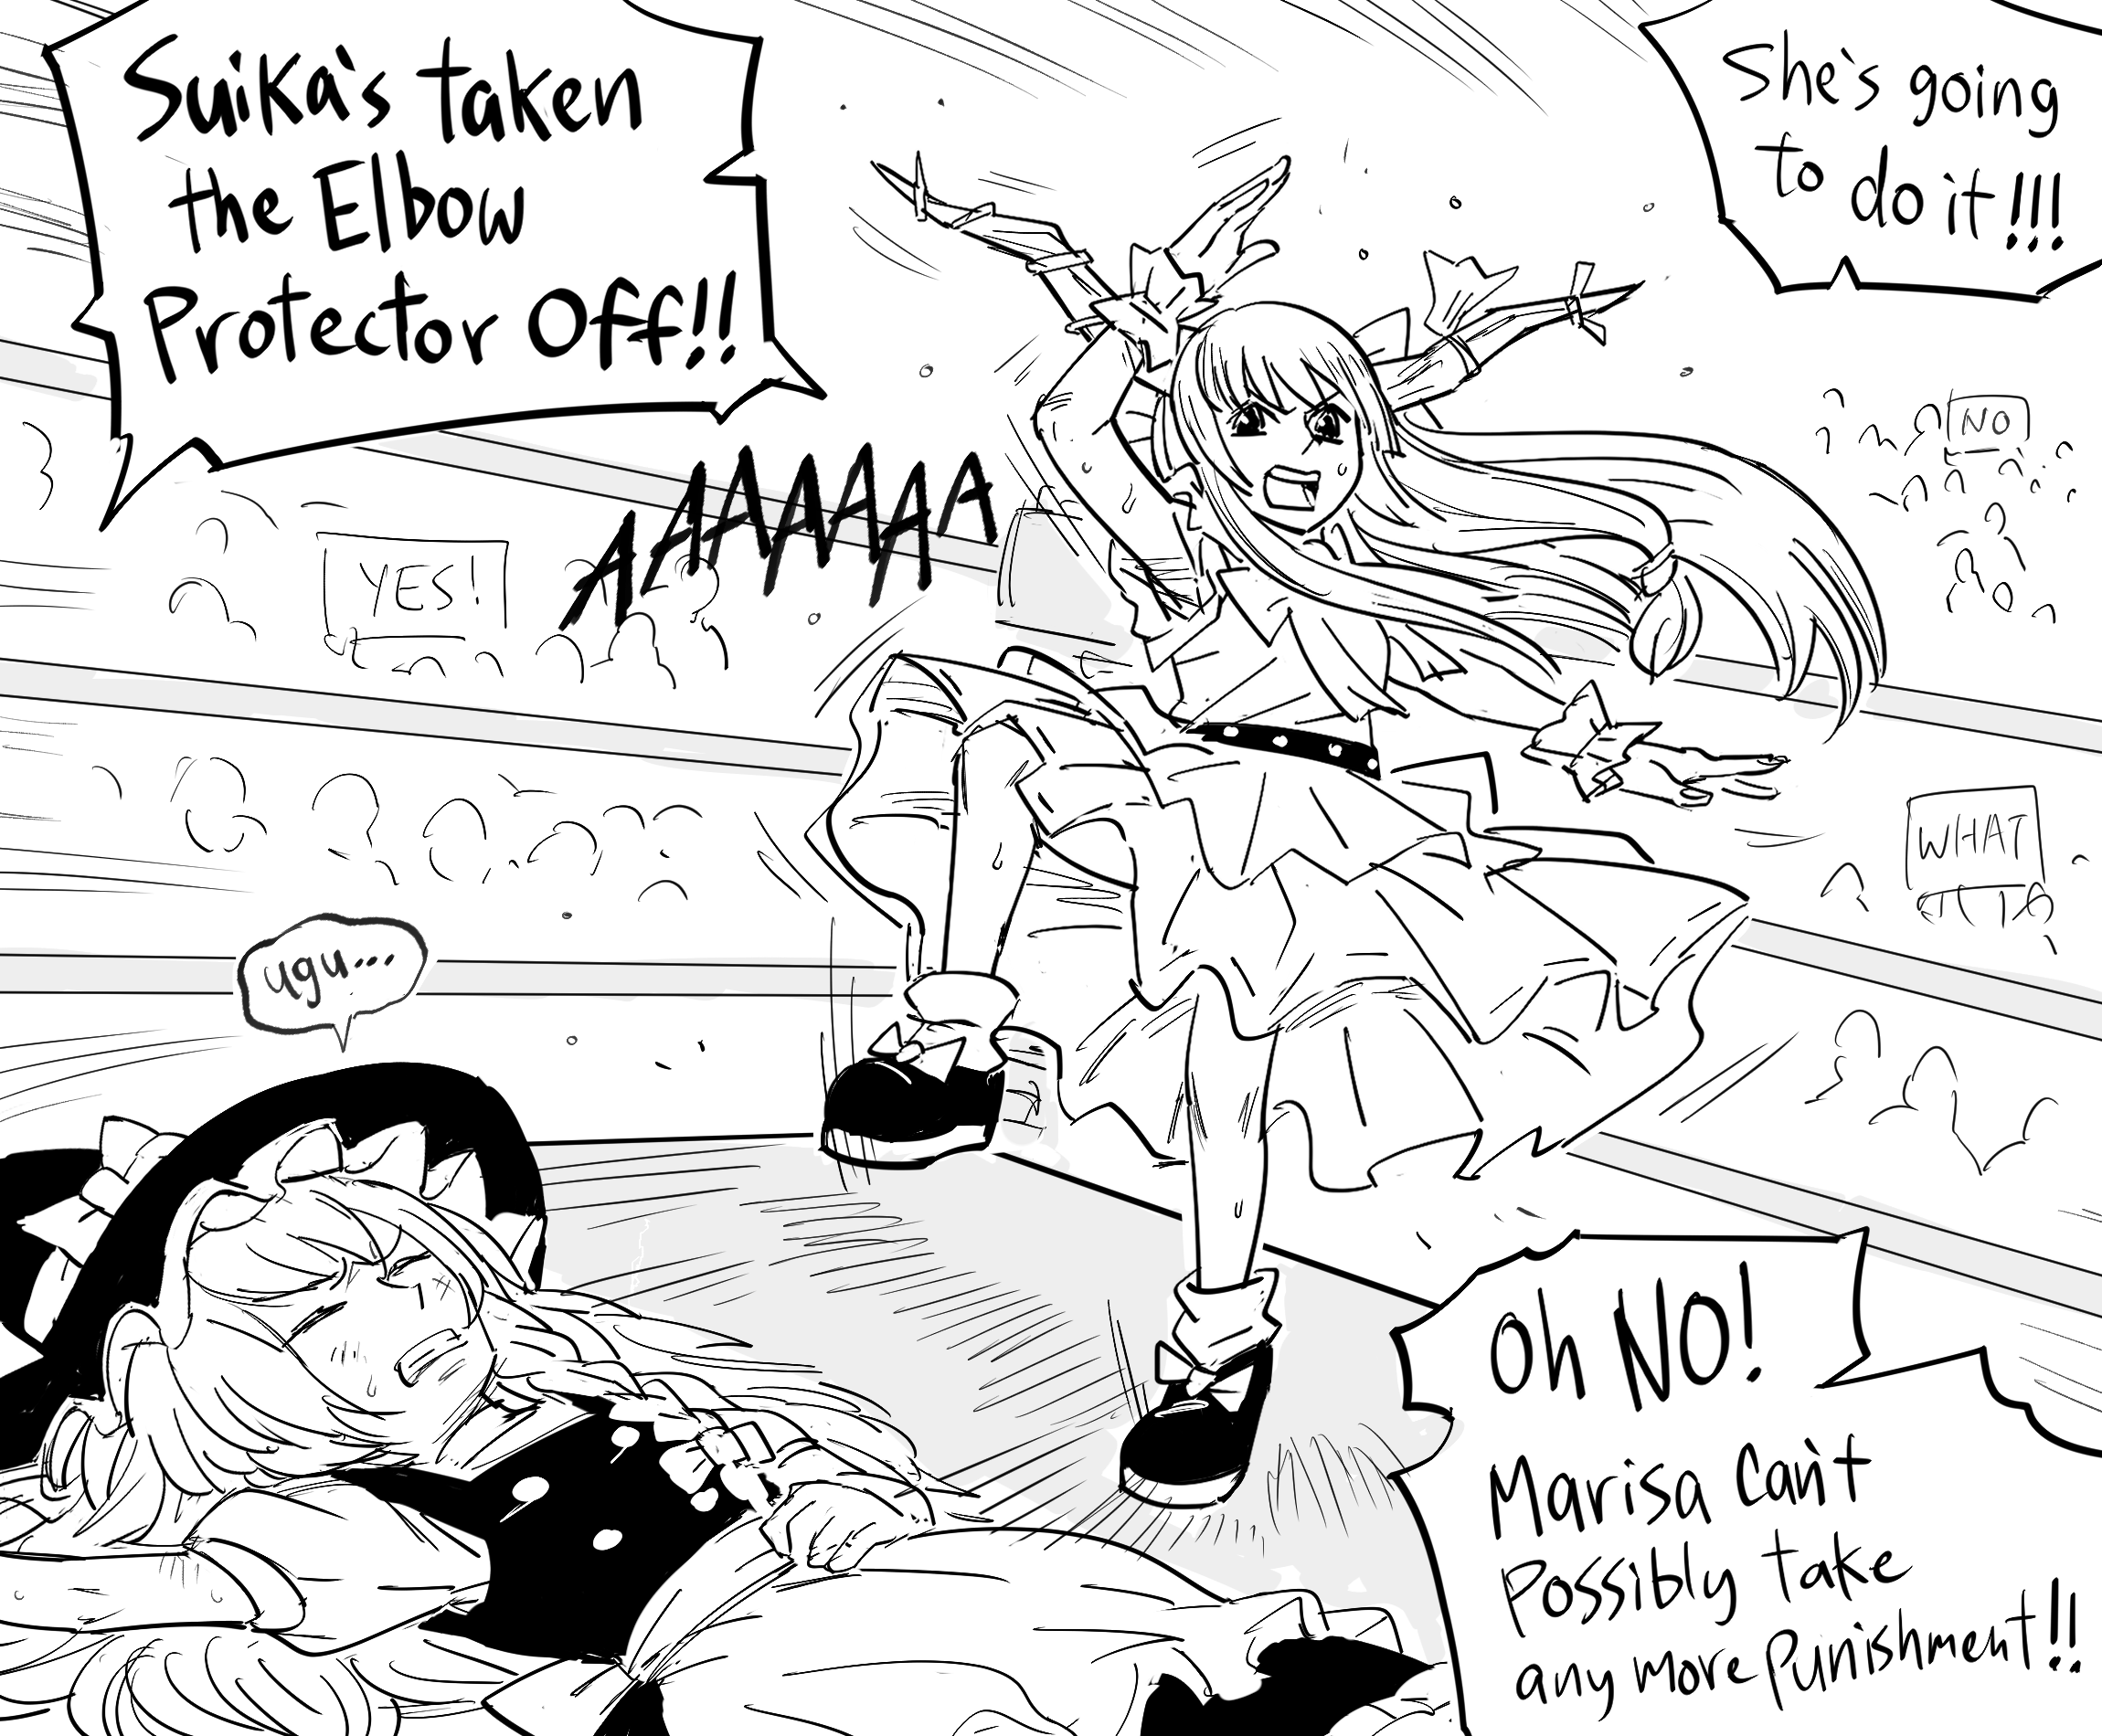 Suika's taken
the Elbow
Protector Off!!
She's going
to do it!!!
AAAAAAAA
NO
YES!
WHAT
ugu...
Oh NO!
Marisa Can't
Possibly take
any more Punishment!!